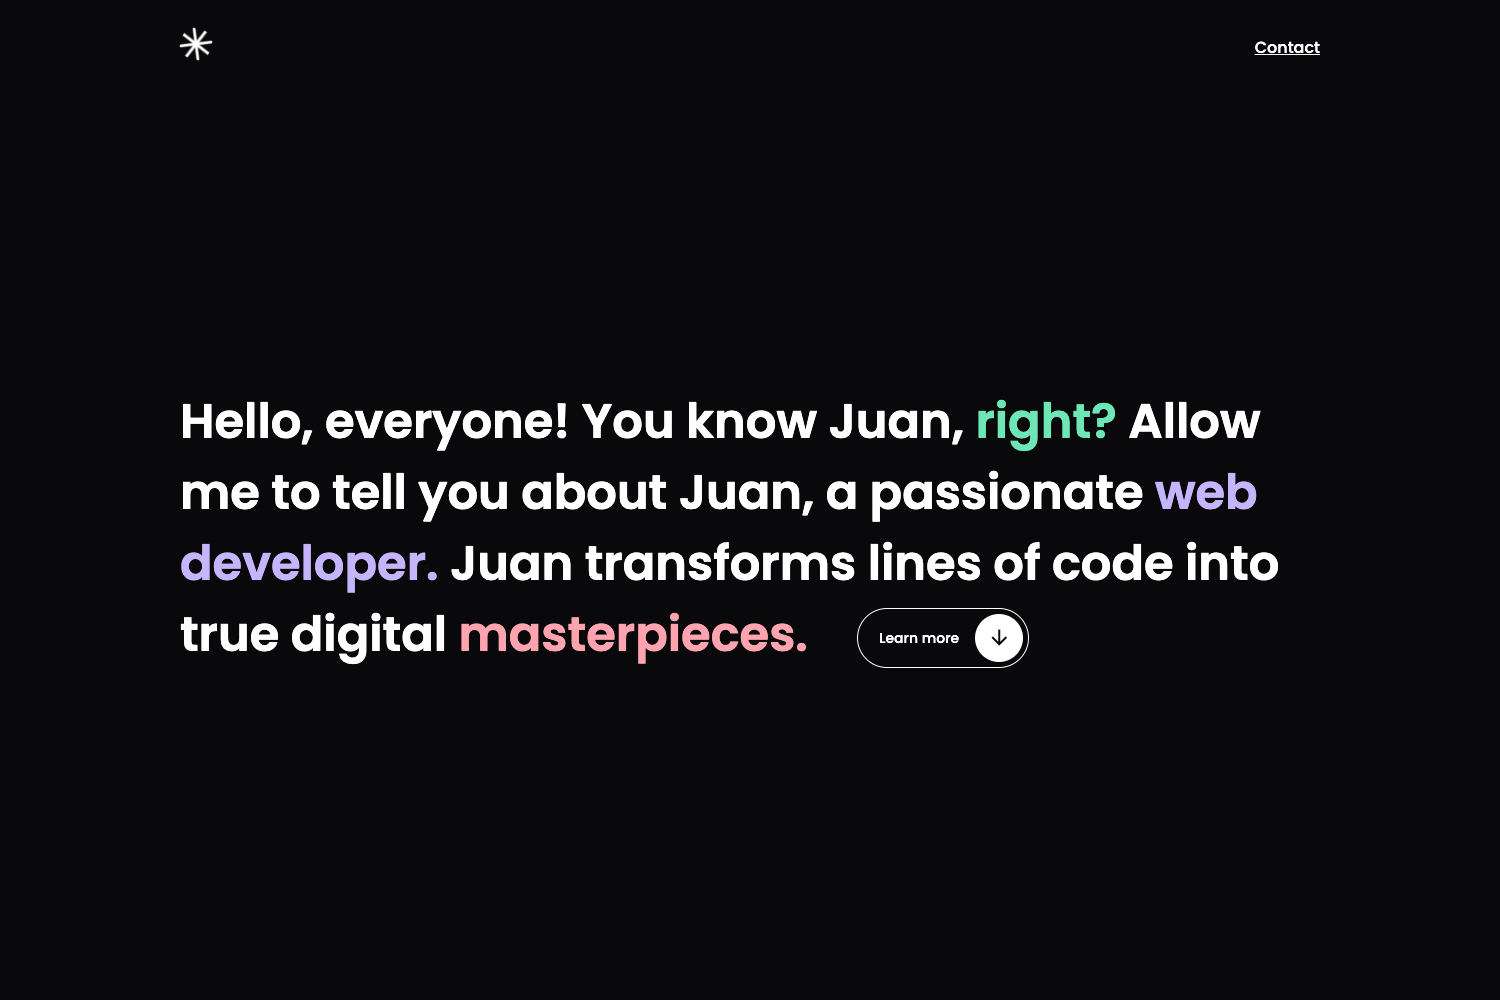 Contact
Hello, everyone! You know Juan, right? Allow
me to tell you about Juan, a passionate web
developer. Juan transforms lines of code into
true digital masterpieces.
Learn more